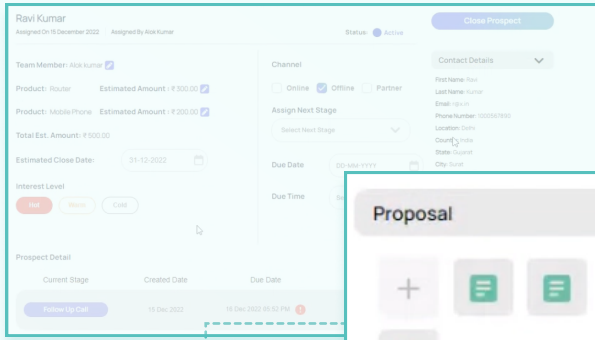 Ravi Kumar
Assigned On 15 December 2022 Assigned By Alok Kumar
Status: Active
Close Prospect
Team Member: Alok kumar
Product: Router Estimated Amount : ₹ 300.00
Product: Mobile Phone Estimated Amount : ₹ 200.00
Total Est. Amount: ₹ 500.00
Estimated Close Date: 31-12-2022
Interest Level
Hot Warm Cold
Channel
Online Offline Partner
Assign Next Stage
Select Next Stage
Due Date DD-MM-YYYY
Due Time
Contact Details
First Name: Ravi
Last Name: Kumar
Phone Number: 1000567890
Location: Delhi
Country: India
State: Gujarat
City: Surat
Prospect Detail
Current Stage Created Date Due Date
Follow Up Call 15 Dec 2022 16 Dec 2022 05:52 PM
Proposal